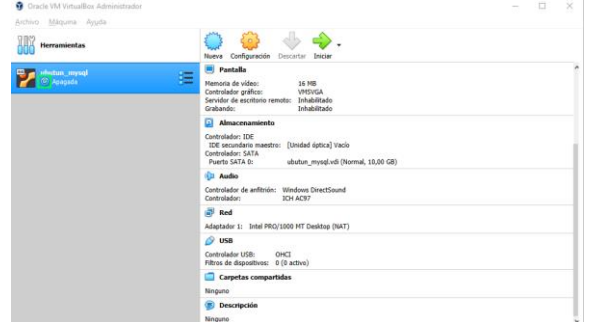 Oracle VM VirtualBox Administrador
Archivo Máquina Ayuda
Herramientas
Nueva Configuración Descartar Iniciar
ubutun_mysql
Apagada
Pantalla
Memoria de vídeo: 16 MB
Controlador gráfico: VMSVGA
Servidor de escritorio remoto: Inhabilitado
Grabando: Inhabilitado
Almacenamiento
Controlador: IDE
IDE secundario maestro: [Unidad óptica] Vacío
Controlador: SATA
Puerto SATA 0: ubutun_mysql.vdi (Normal, 10,00 GB)
Audio
Controlador de anfitrión: Windows DirectSound
Controlador: ICH AC97
Red
Adaptador 1: Intel PRO/1000 MT Desktop (NAT)
USB
Controlador USB: OHCI
Filtros de dispositivos: 0 (0 activo)
Carpetas compartidas
Ninguno
Descripción
Ninguno